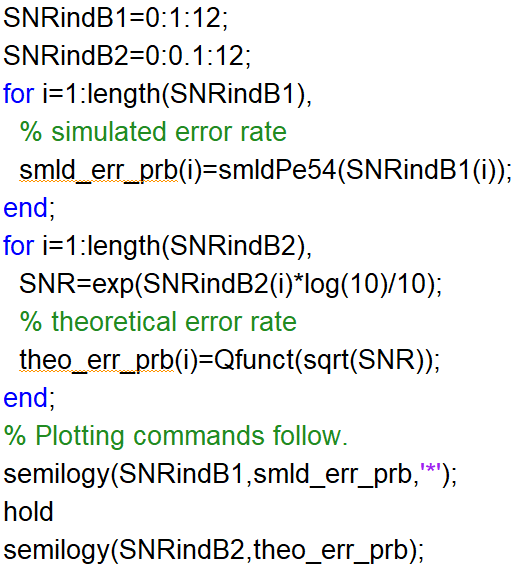 SNRindB1=0:1:12;
SNRindB2=0:0.1:12;
for i=1:length(SNRindB1),
% simulated error rate
smld_err_prb(i)=smldPe54(SNRindB1(i));
end;
for i=1:length(SNRindB2),
SNR=exp(SNRindB2(i)*log(10)/10);
% theoretical error rate
theo_err_prb(i)=Qfunct(sqrt(SNR));
end;
% Plotting commands follow.
semilogy(SNRindB1,smld_err_prb,'*');
hold
semilogy(SNRindB2,theo_err_prb);